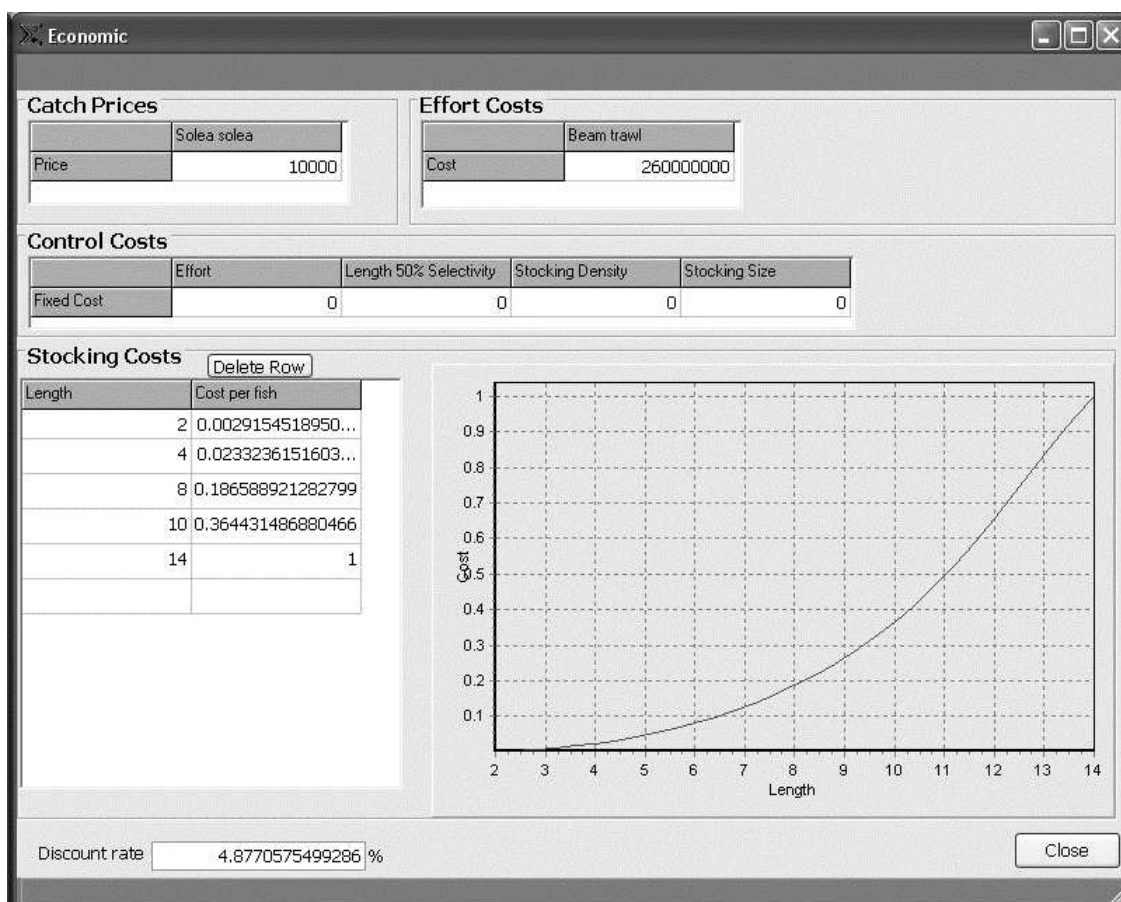 Economic
Catch Prices
Solea solea
Price 10000
Effort Costs
Beam trawl
Cost 260000000
Control Costs
Effort Length 50% Selectivity Stocking Density Stocking Size
Fixed Cost 0 0 0 0
Stocking Costs Delete Row
Length Cost per fish
2 0.0029154518950...
4 0.0233236151603...
8 0.186588921282799
10 0.364431486880466
14 1
1
0.9
0.8
0.7
0.6
0.5
0.4
0.3
0.2
0.1
Cost
2 3 4 5 6 7 8 9 10 11 12 13 14
Length
Discount rate 4.8770575499286 %
Close